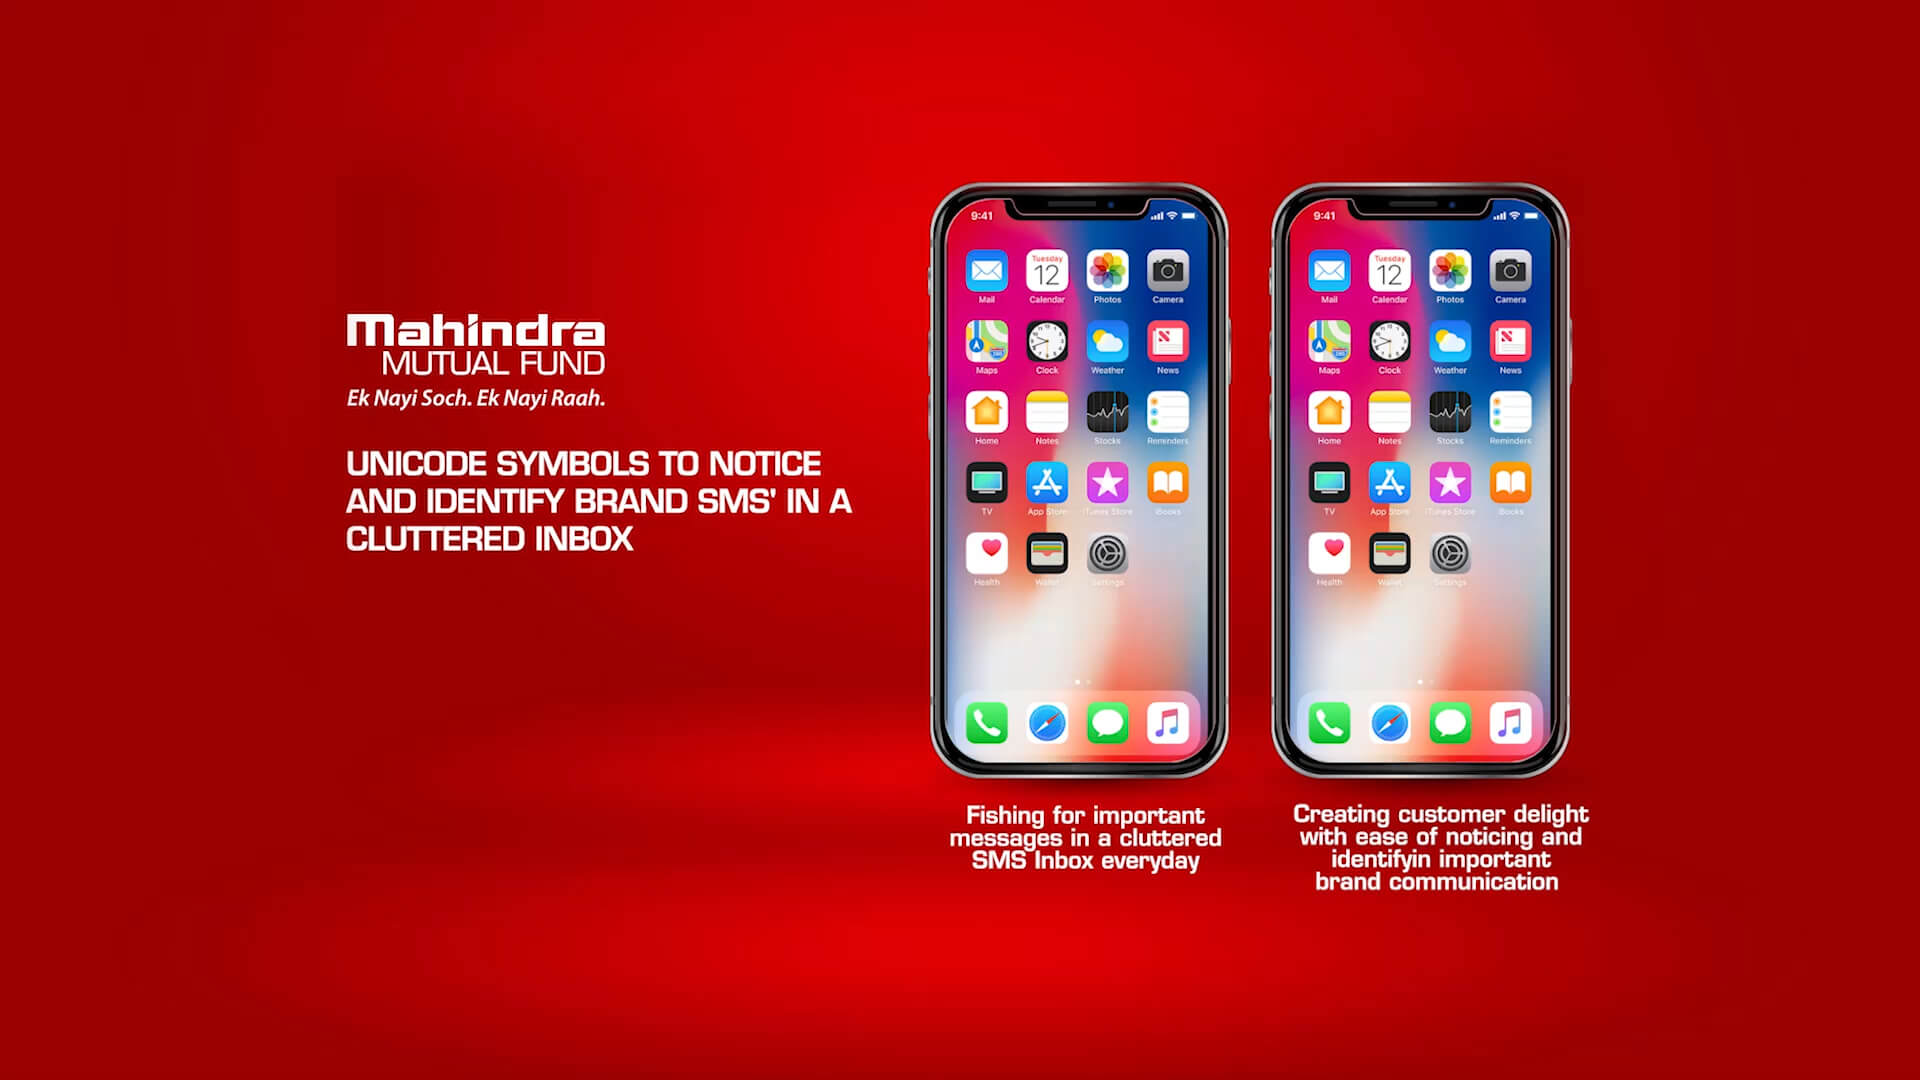 Mahindra
MUTUAL FUND
Ek Nayi Soch. Ek Nayi Raah.
UNICODE SYMBOLS TO NOTICE
AND IDENTIFY BRAND SMS' IN A
CLUTTERED INBOX
9:41
Tuesday
12
Mail Calendar Photos Camera
Maps Clock Weather News
Home Notes Stocks Reminders
TV App Store iTunes Store iBooks
Health Wallet Settings
Fishing for important
messages in a cluttered
SMS Inbox everyday
9:41
Tuesday
12
Mail Calendar Photos Camera
Maps Clock Weather News
Home Notes Stocks Reminders
TV App Store iTunes Store iBooks
Health Wallet Settings
Creating customer delight
with ease of noticing and
identifyin important
brand communication